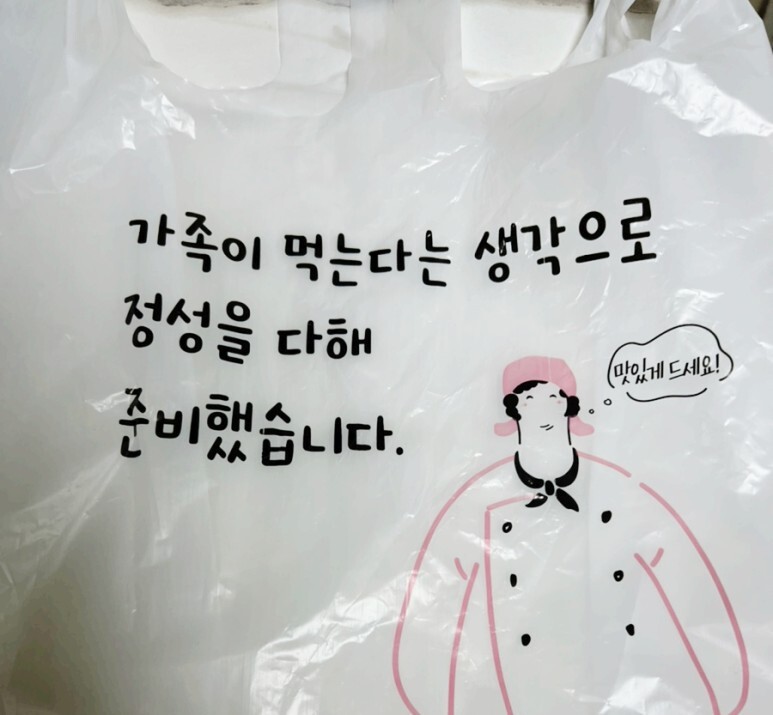 가족이 먹는다는 생각으로
정성을 다해
준비했습니다.
맛있게 드세요!